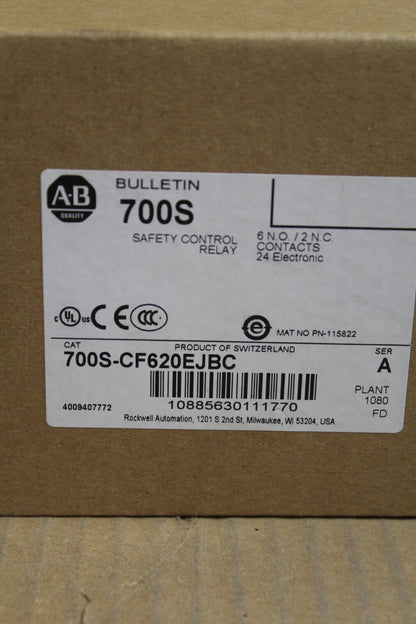 A-B
QUALITY
BULLETIN
700S
SAFETY CONTROL
RELAY
6 N.O. / 2 N.C.
CONTACTS
24 Electronic
c UL us CE CCC
e
MAT NO PN-115822
CAT
PRODUCT OF SWITZERLAND
SER
700S-CF620EJBC
A
PLANT
1080
FD
4009407772
10885630111770
Rockwell Automation, 1201 S 2nd St, Milwaukee, WI 53204, USA